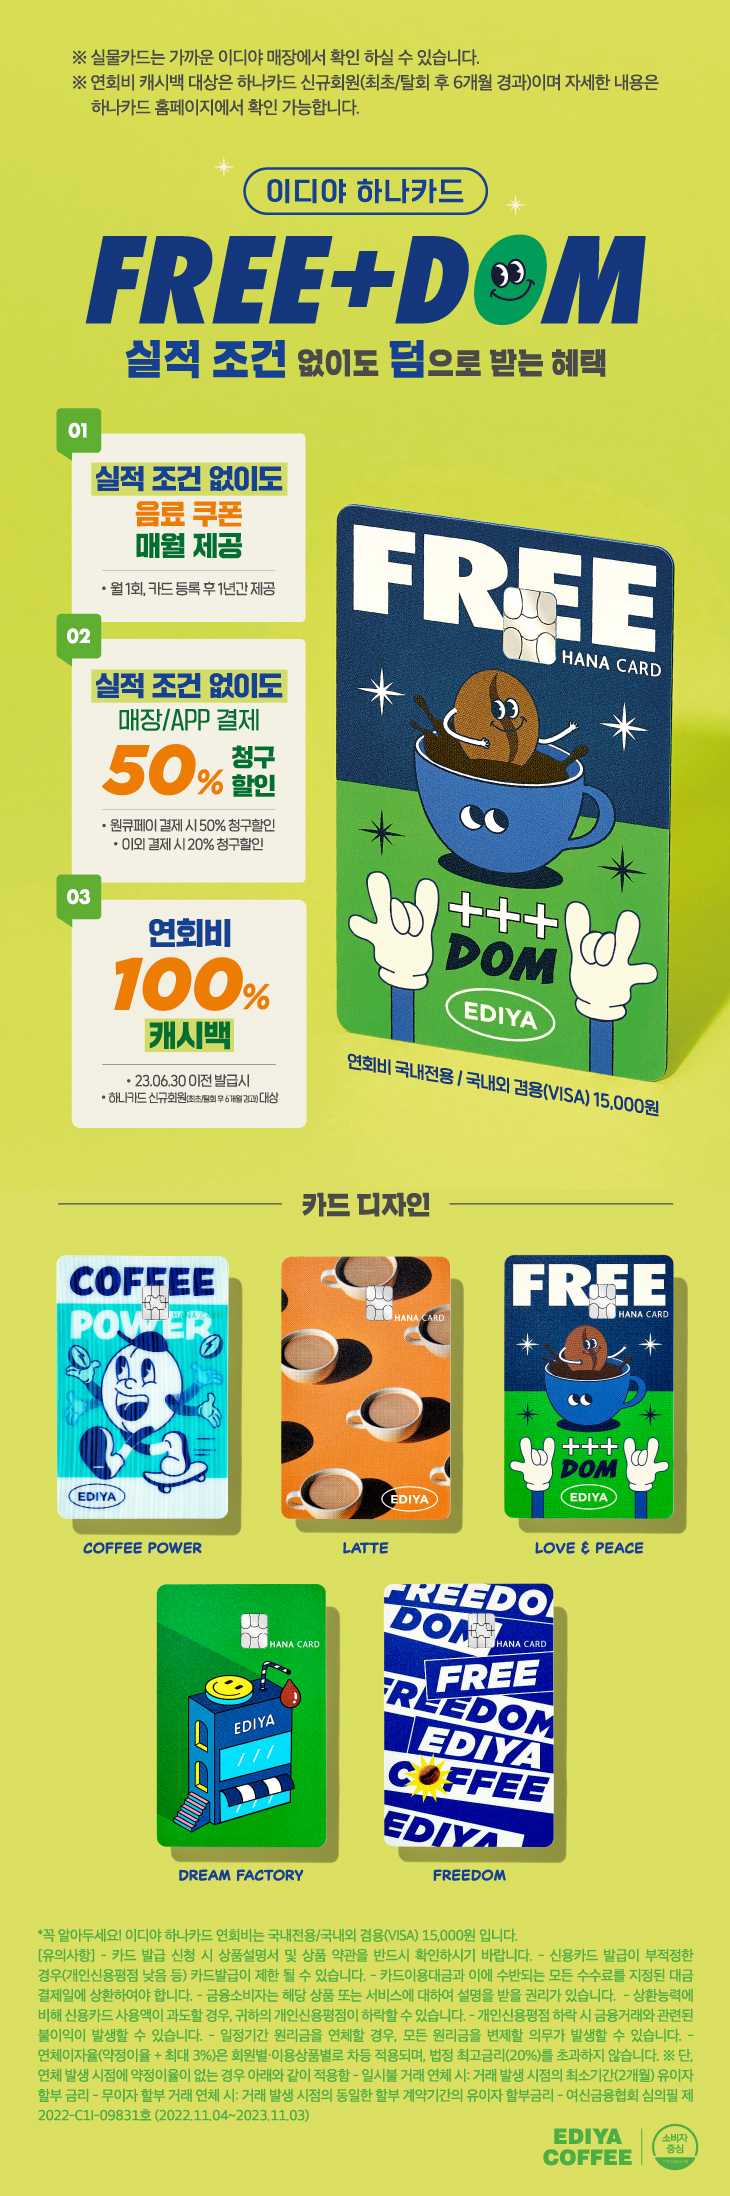 ※ 실물카드는 가까운 이디야 매장에서 확인 하실 수 있습니다.
※ 연회비 캐시백 대상은 하나카드 신규회원(최초/탈회 후 6개월 경과)이며 자세한 내용은
하나카드 홈페이지에서 확인 가능합니다.
이디야 하나카드
FREE+DOM
실적 조건 없이도 덤으로 받는 혜택
01
실적 조건 없이도
음료 쿠폰
매월 제공
• 월 1회, 카드 등록 후 1년간 제공
02
실적 조건 없이도
매장/APP 결제
50% 청구
할인
• 원큐페이 결제 시 50% 청구할인
• 이외 결제 시 20% 청구할인
03
연회비
100%
캐시백
• 23.06.30 이전 발급시
• 하나카드 신규회원(최초/탈회 후 6개월 경과) 대상
FREE
HANA CARD
+++
DOM
EDIYA
연회비 국내전용 / 국내외 겸용(VISA) 15,000원
카드 디자인
COFFEE
POWER
HANA CARD
EDIYA
COFFEE POWER
HANA CARD
EDIYA
LATTE
FREE
HANA CARD
+++
DOM
EDIYA
LOVE & PEACE
HANA CARD
EDIYA
DREAM FACTORY
FREEDO
DOM
HANA CARD
FREE
FREEDOM
EDIYA
COFFEE
EDIYA
FREEDOM
*꼭 알아두세요! 이디야 하나카드 연회비는 국내전용/국내외 겸용(VISA) 15,000원 입니다.
[유의사항] - 카드 발급 신청 시 상품설명서 및 상품 약관을 반드시 확인하시기 바랍니다. - 신용카드 발급이 부적정한
경우(개인신용평점 낮음 등) 카드발급이 제한 될 수 있습니다. - 카드이용대금과 이에 수반되는 모든 수수료를 지정된 대금
결제일에 상환하여야 합니다. - 금융소비자는 해당 상품 또는 서비스에 대하여 설명을 받을 권리가 있습니다. - 상환능력에
비해 신용카드 사용액이 과도할 경우, 귀하의 개인신용평점이 하락할 수 있습니다. - 개인신용평점 하락 시 금융거래와 관련된
불이익이 발생할 수 있습니다. - 일정기간 원리금을 연체할 경우, 모든 원리금을 변제할 의무가 발생할 수 있습니다. -
연체이자율(약정이율 + 최대 3%)은 회원별·이용상품별로 차등 적용되며, 법정 최고금리(20%)를 초과하지 않습니다. ※ 단,
연체 발생 시점에 약정이율이 없는 경우 아래와 같이 적용함 - 일시불 거래 연체 시: 거래 발생 시점의 최소기간(2개월) 유이자
할부 금리 - 무이자 할부 거래 연체 시: 거래 발생 시점의 동일한 할부 계약기간의 유이자 할부금리 - 여신금융협회 심의필 제
2022-C1l-09831호 (2022.11.04~2023.11.03)
EDIYA
COFFEE
소비자
중심